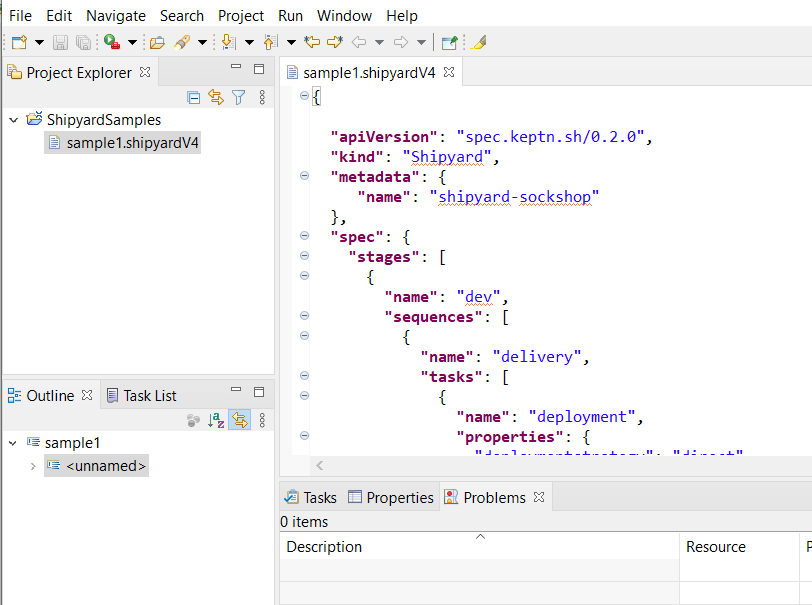 File Edit Navigate Search Project Run Window Help
Project Explorer
ShipyardSamples
sample1.shipyardV4
Outline Task List
sample1
<unnamed>
sample1.shipyardV4
{
"apiVersion": "spec.keptn.sh/0.2.0",
"kind": "Shipyard",
"metadata": {
"name": "shipyard-sockshop"
},
"spec": {
"stages": [
{
"name": "dev",
"sequences": [
{
"name": "delivery",
"tasks": [
{
"name": "deployment",
"properties": {
"deploymentstrategy": "direct"
Tasks Properties Problems
0 items
Description Resource P